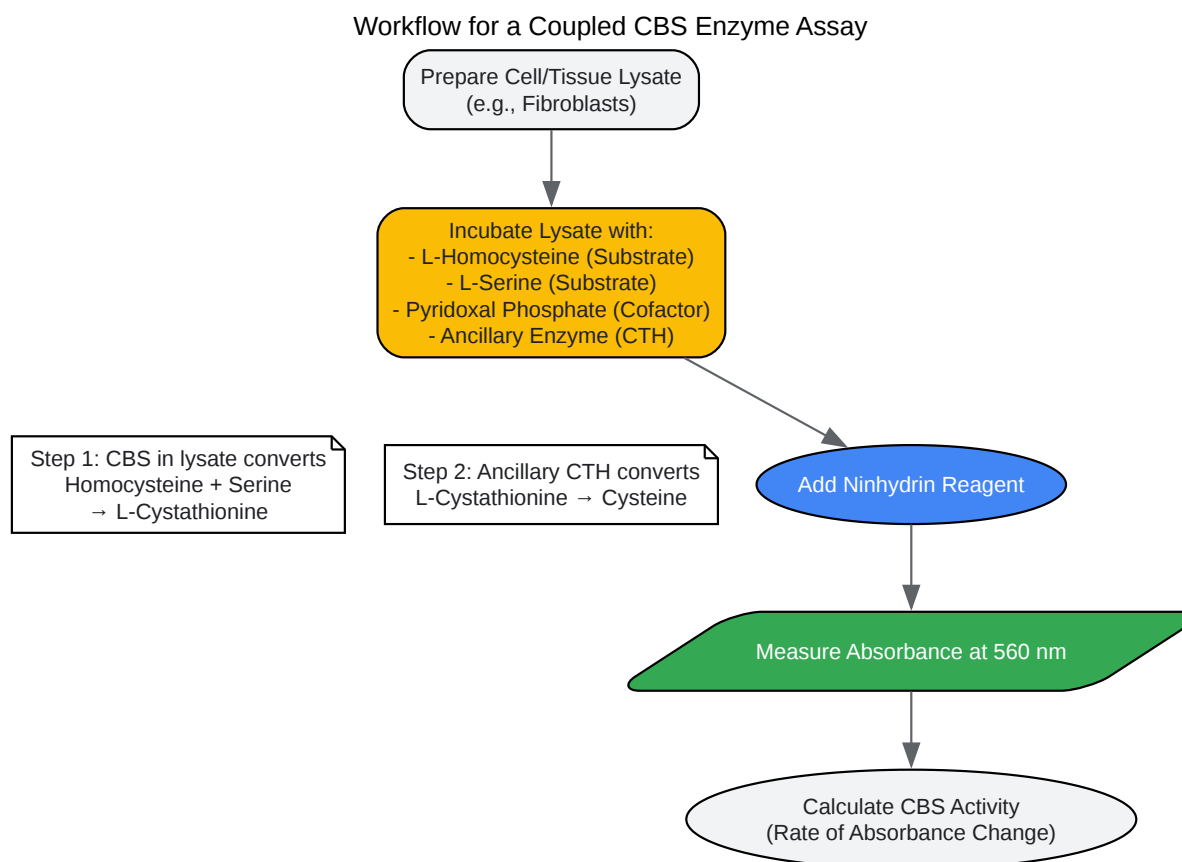 Workflow for a Coupled CBS Enzyme Assay
Prepare Cell/Tissue Lysate
(e.g., Fibroblasts)
Incubate Lysate with:
- L-Homocysteine (Substrate)
- L-Serine (Substrate)
- Pyridoxal Phosphate (Cofactor)
- Ancillary Enzyme (CTH)
Step 1: CBS in lysate converts
Homocysteine + Serine
→ L-Cystathionine
Step 2: Ancillary CTH converts
L-Cystathionine → Cysteine
Add Ninhydrin Reagent
Measure Absorbance at 560 nm
Calculate CBS Activity
(Rate of Absorbance Change)